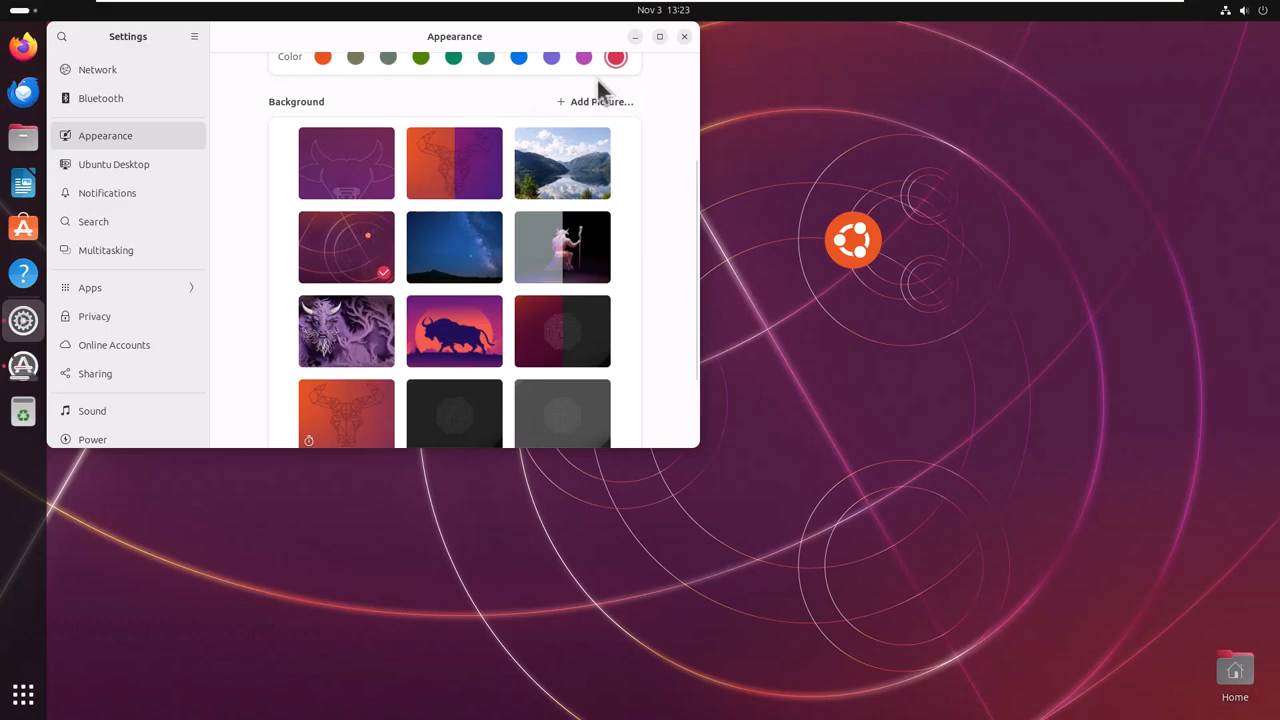 Nov 3 13:23
Settings
Appearance
Network
Bluetooth
Appearance
Ubuntu Desktop
Notifications
Search
Multitasking
Apps
Privacy
Online Accounts
Sharing
Sound
Power
Color
Background
+ Add Picture...
Home